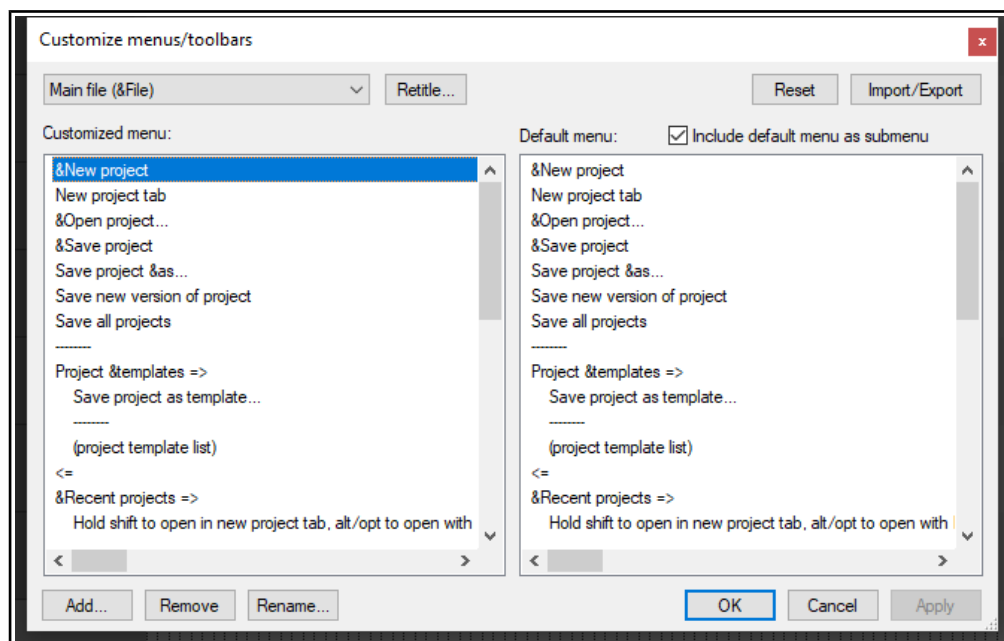 Customize menus/toolbars
x
Main file (&File)
Retitle...
Reset
Import/Export
Customized menu:
&New project
New project tab
&Open project...
&Save project
Save project &as...
Save new version of project
Save all projects
--------
Project &templates =>
Save project as template...
--------
(project template list)
<=
&Recent projects =>
Hold shift to open in new project tab, alt/opt to open with
Default menu:
Include default menu as submenu
&New project
New project tab
&Open project...
&Save project
Save project &as...
Save new version of project
Save all projects
--------
Project &templates =>
Save project as template...
--------
(project template list)
<=
&Recent projects =>
Hold shift to open in new project tab, alt/opt to open with
Add...
Remove
Rename...
OK
Cancel
Apply